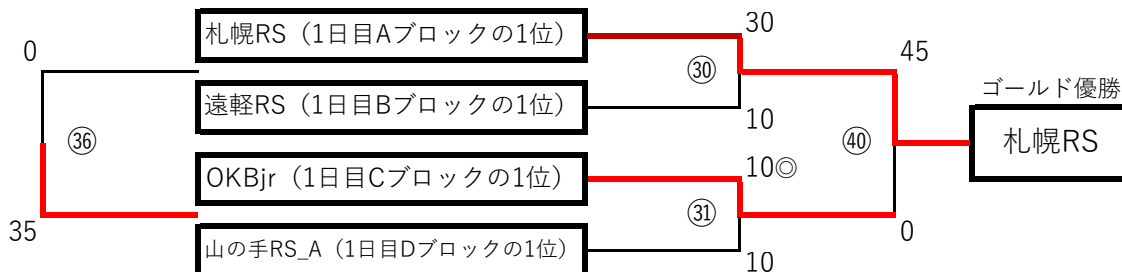 札幌RS（1日目Aブロックの1位）
30
0
45
㉚
ゴールド優勝
遠軽RS（1日目Bブロックの1位）
10
㊱
㊵
札幌RS
OKBjr（1日目Cブロックの1位）
10◎
㉛
35
0
山の手RS_A（1日目Dブロックの1位）
10